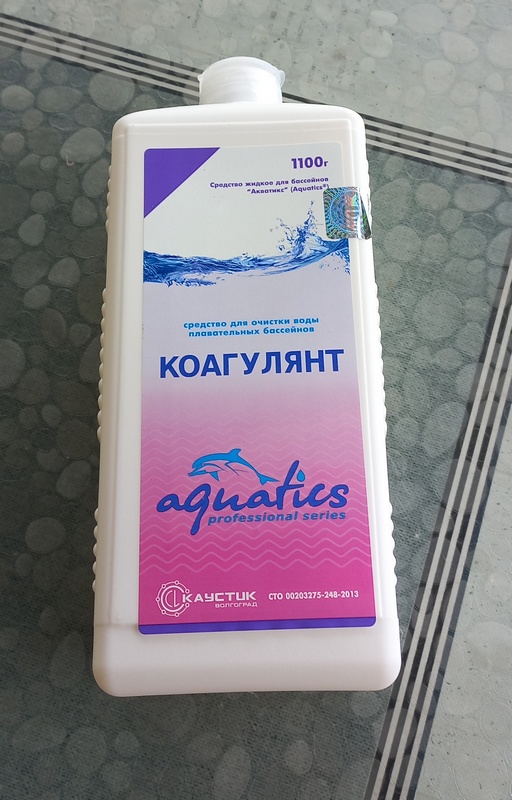 1100г
Средство жидкое для бассейнов
"Акватикс" (Aquatics®)
средство для очистки воды
плавательных бассейнов
КОАГУЛЯНТ
aquatics
professional series
КАУСТИК
ВОЛГОГРАД
СТО 00203275-248-2013